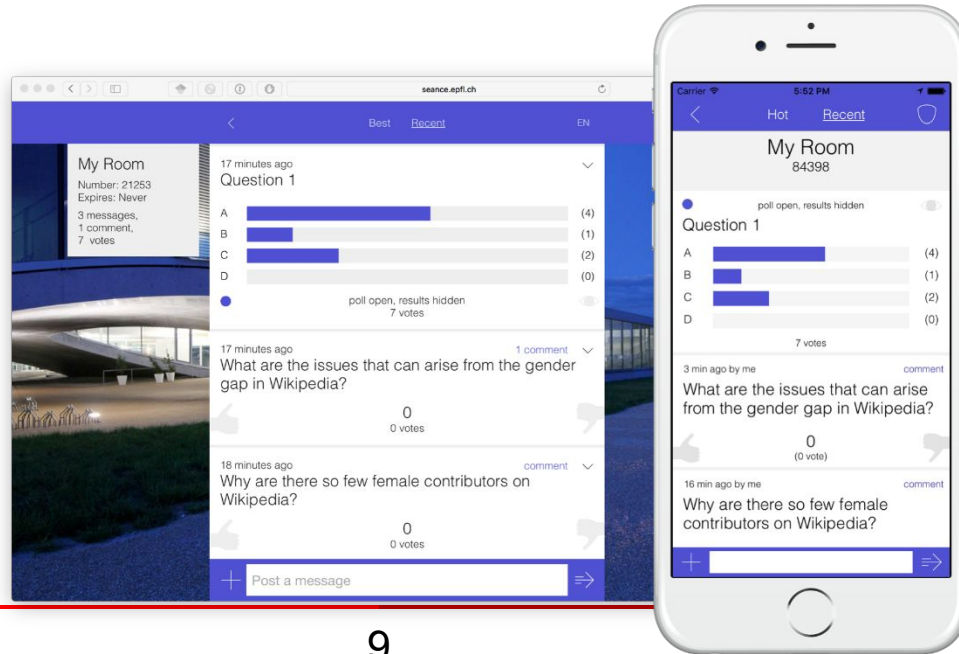 seance.epfl.ch
Best Recent EN
My Room
Number: 21253
Expires: Never
3 messages,
1 comment,
7 votes
17 minutes ago
Question 1
A (4)
B (1)
C (2)
D (0)
poll open, results hidden
7 votes
17 minutes ago 1 comment
What are the issues that can arise from the gender
gap in Wikipedia?
0
0 votes
18 minutes ago comment
Why are there so few female contributors on
Wikipedia?
0
0 votes
Post a message
Carrier 5:52 PM
Hot Recent
My Room
84398
poll open, results hidden
Question 1
A (4)
B (1)
C (2)
D (0)
7 votes
3 min ago by me comment
What are the issues that can arise
from the gender gap in Wikipedia?
0
(0 vote)
16 min ago by me comment
Why are there so few female
contributors on Wikipedia?
9